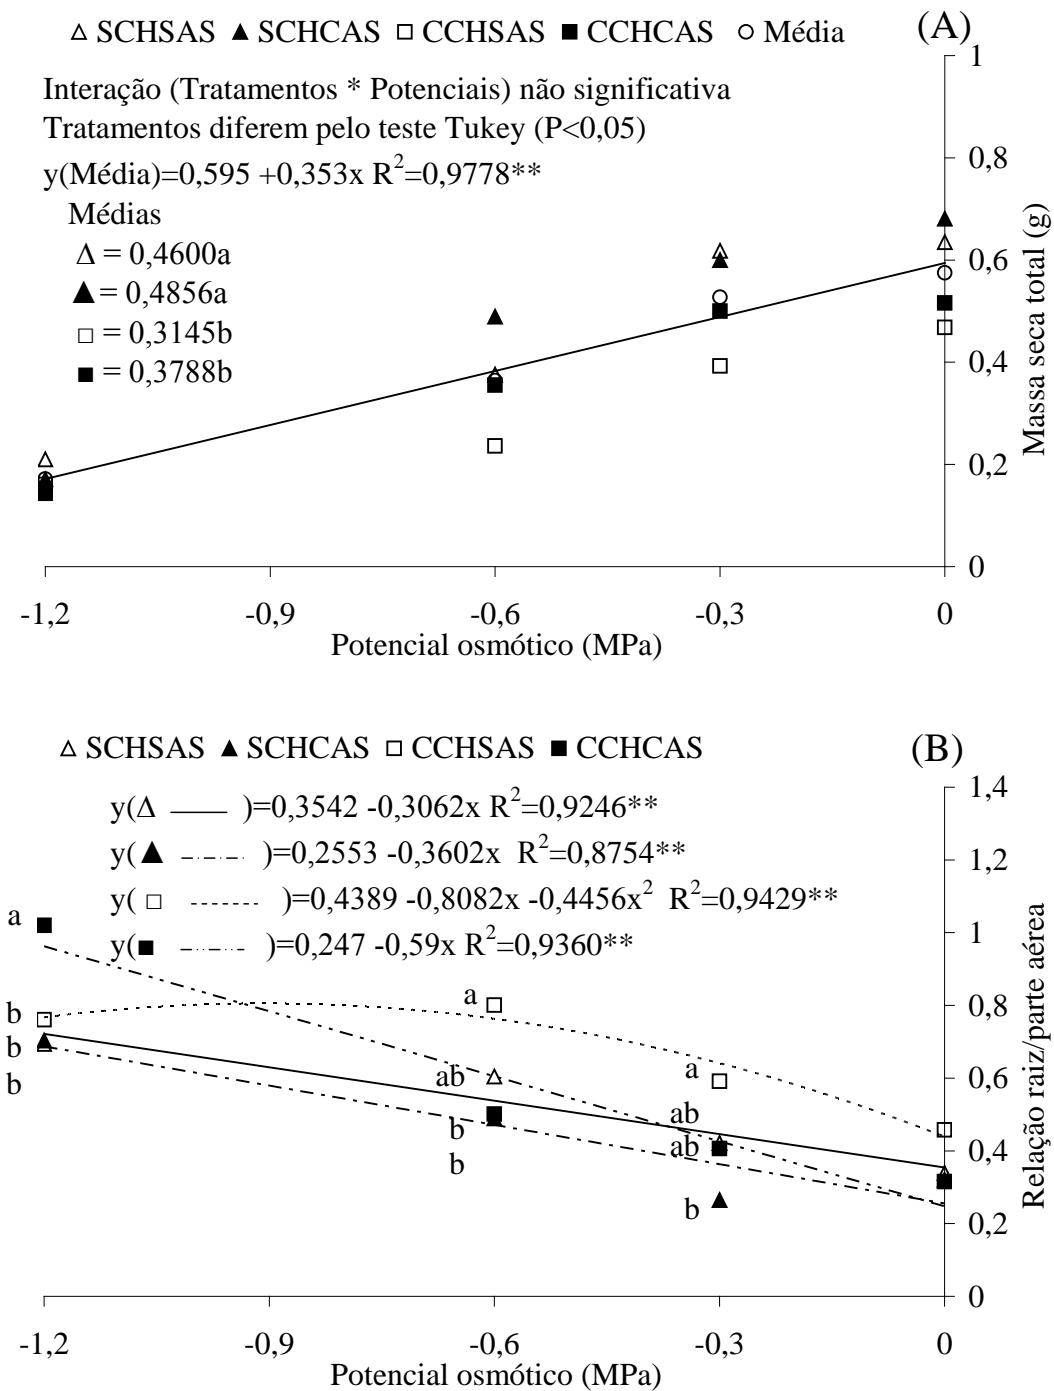 △ SCHSAS ▲ SCHCAS □ CCHSAS ■ CCHCAS ○ Média
(A)
Interação (Tratamentos * Potenciais) não significativa
Tratamentos diferem pelo teste Tukey (P<0,05)
y(Média)=0,595 +0,353x R²=0,9778**
Médias
Δ = 0,4600a
▲= 0,4856a
□ = 0,3145b
■ = 0,3788b
1
0,8
0,6
0,4
0,2
0
Massa seca total (g)
-1,2 -0,9 -0,6 -0,3 0
Potencial osmótico (MPa)
△ SCHSAS ▲ SCHCAS □ CCHSAS ■ CCHCAS
(B)
y(Δ )=0,3542 -0,3062x R²=0,9246**
y(▲ )=0,2553 -0,3602x R²=0,8754**
y( □ )=0,4389 -0,8082x -0,4456x² R²=0,9429**
y(■ )=0,247 -0,59x R²=0,9360**
a
b
b
b
a
ab
b
b
a
ab
ab
b
1,4
1,2
1
0,8
0,6
0,4
0,2
0
Relação raiz/parte aérea
-1,2 -0,9 -0,6 -0,3 0
Potencial osmótico (MPa)